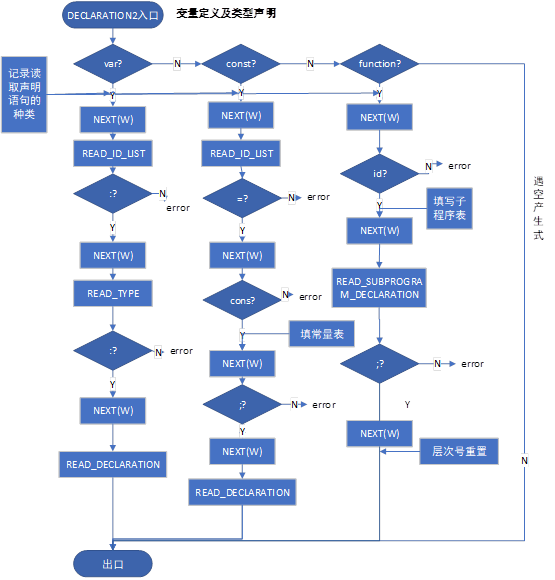 DECLARATION2入口
变量定义及类型声明
var?
N
const?
N
function?
N
记录读
取声明
语句的
种类
Y
Y
Y
NEXT(W)
NEXT(W)
NEXT(W)
READ_ID_LIST
READ_ID_LIST
id?
N
error
:?
N
error
=?
N
error
Y
填写子
程序表
遇
空
产
生
式
Y
Y
NEXT(W)
NEXT(W)
NEXT(W)
READ_TYPE
cons?
N
error
READ_SUBPROGRA
M_DECLARATION
Y
填常量表
:?
N
error
NEXT(W)
;?
N
error
Y
NEXT(W)
;?
N
error
Y
Y
NEXT(W)
NEXT(W)
层次号重置
READ_DECLARATION
READ_DECLARATION
N
出口